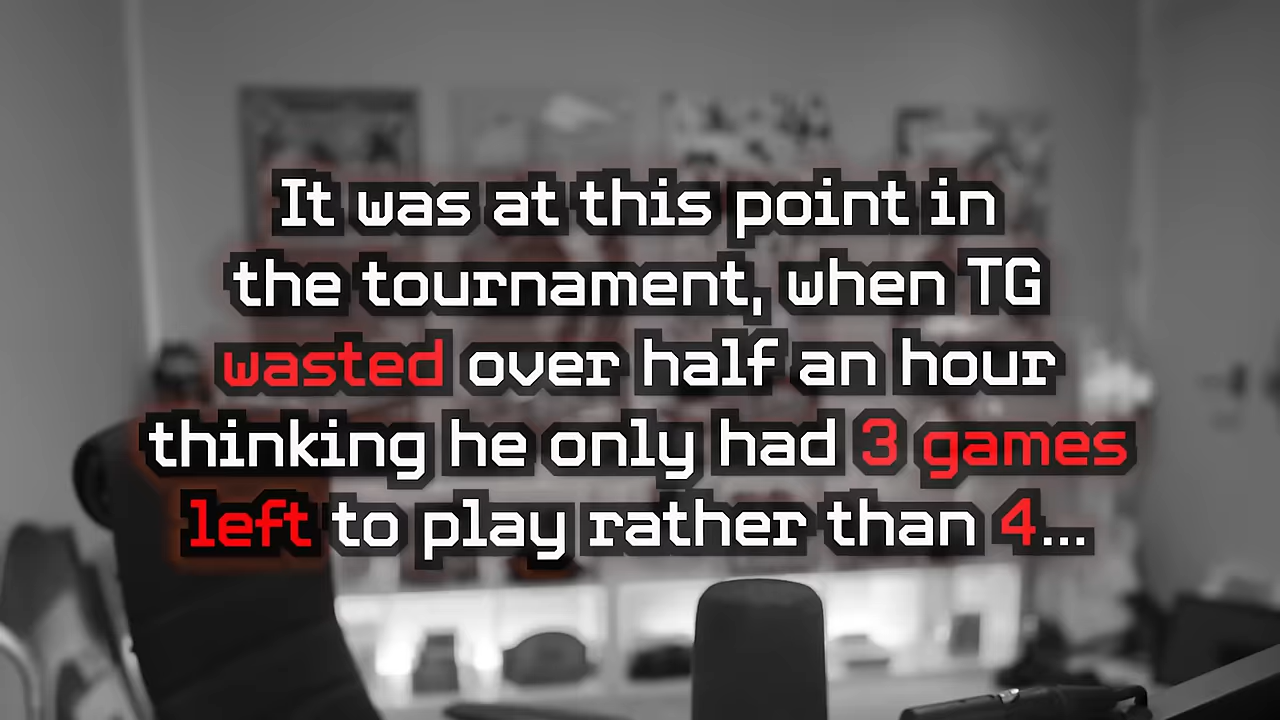 It was at this point in
the tournament, when TG
wasted over half an hour
thinking he only had 3 games
left to play rather than 4...